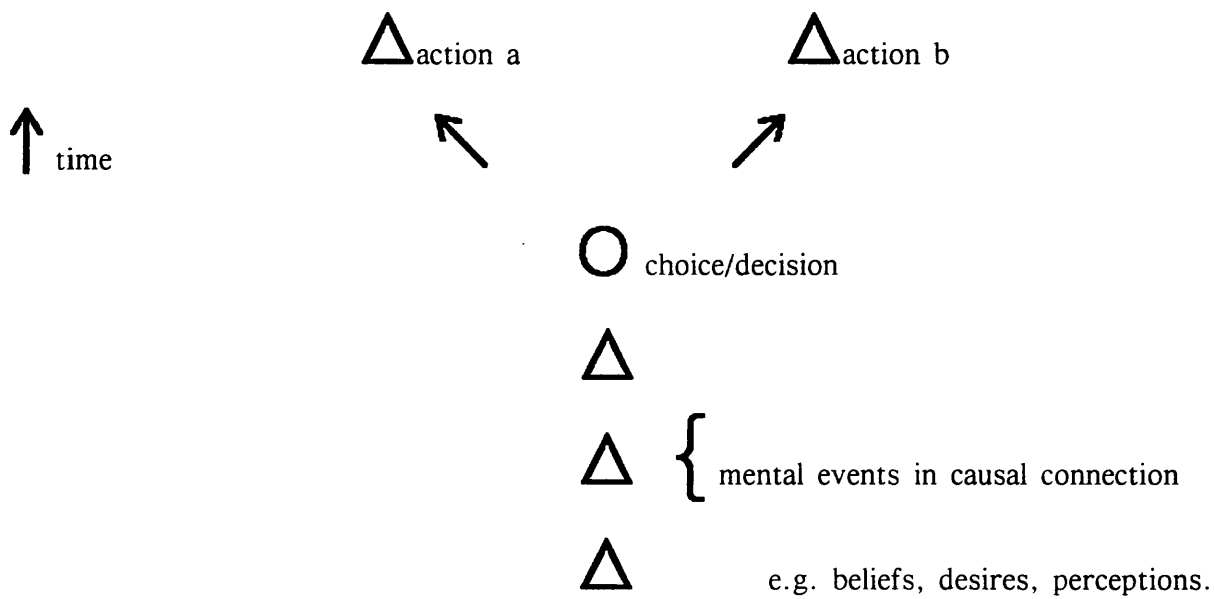 action a
action b
time
choice/decision
mental events in causal connection
e.g. beliefs, desires, perceptions.